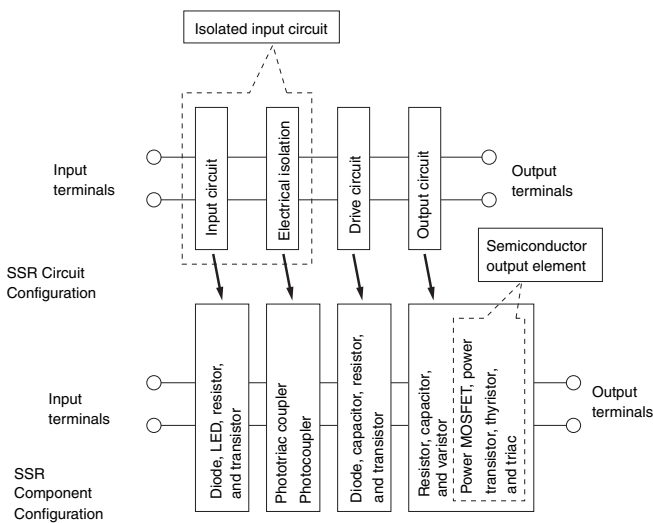 Isolated input circuit
Input
terminals
Input circuit
Electrical isolation
Drive circuit
Output circuit
Output
terminals
Semiconductor
output element
SSR Circuit
Configuration
Input
terminals
Diode, LED, resistor,
and transistor
Phototriac coupler
Photocoupler
Diode, capacitor, resistor,
and transistor
Resistor, capacitor,
and varistor
Power MOSFET, power
transistor, thyristor,
and triac
Output
terminals
SSR
Component
Configuration